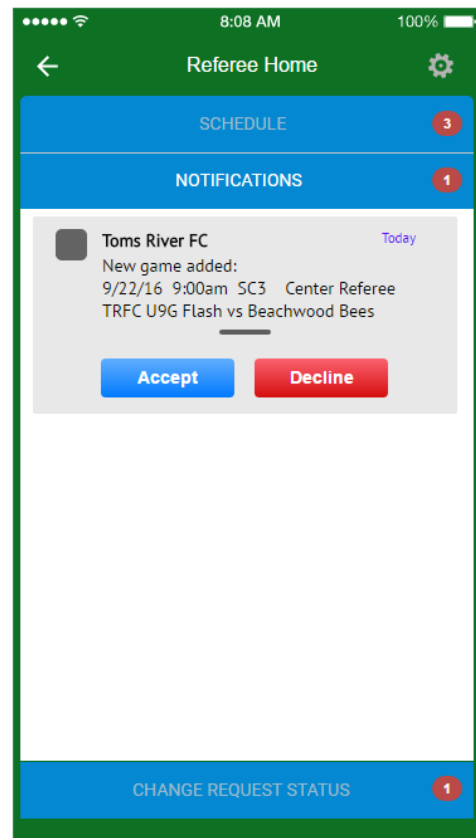 8:08 AM 100%
Referee Home
SCHEDULE 3
NOTIFICATIONS 1
Toms River FC Today
New game added:
9/22/16 9:00am SC3 Center Referee
TRFC U9G Flash vs Beachwood Bees
Accept Decline
CHANGE REQUEST STATUS 1